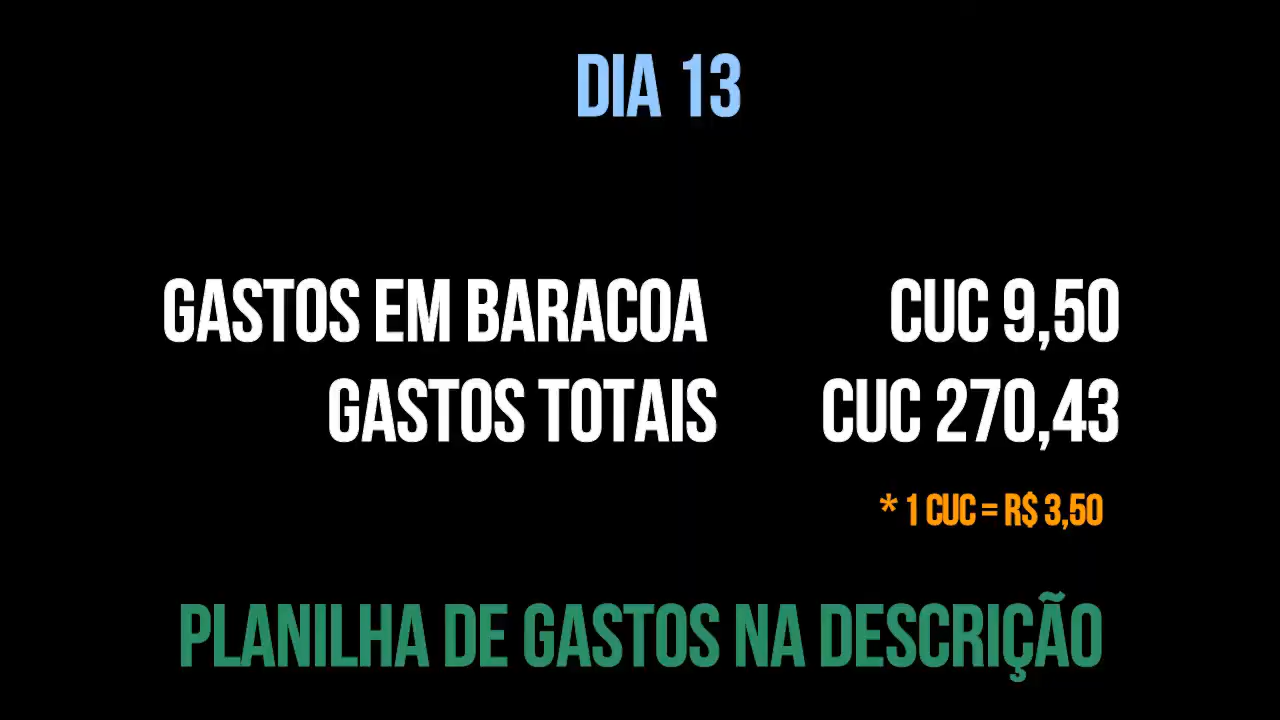 DIA 13
GASTOS EM BARACOA CUC 9,50
GASTOS TOTAIS CUC 270,43
* 1 CUC = R$ 3,50
PLANILHA DE GASTOS NA DESCRIÇÃO